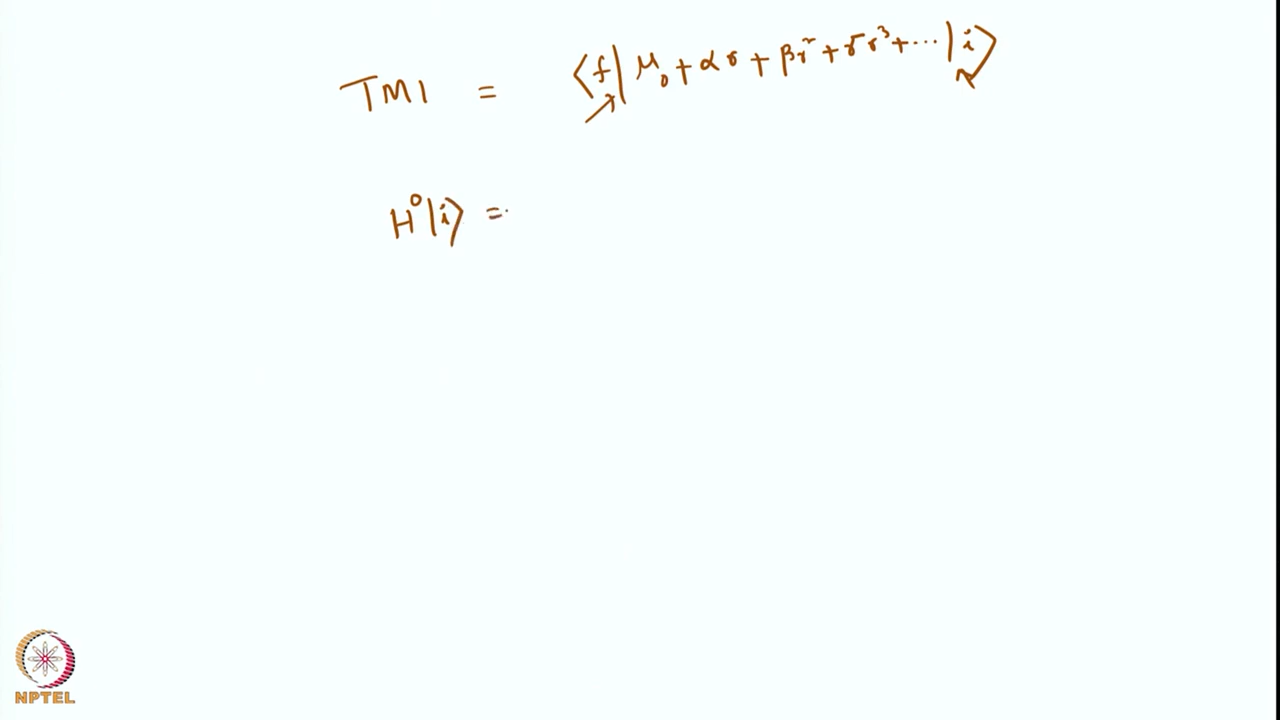 TMI = ⟨f|μ₀ + αr + βr² + γr³ + ⋯|i⟩
H⁰|i⟩ =
NPTEL